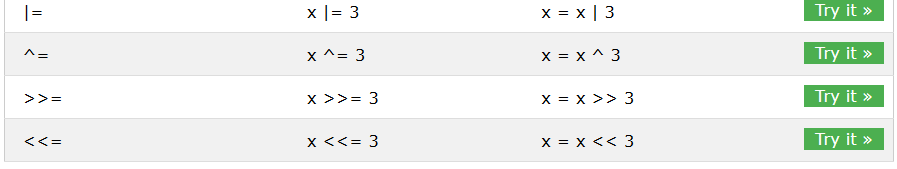 |= x |= 3 x = x | 3 Try it »
^= x ^= 3 x = x ^ 3 Try it »
>>= x >>= 3 x = x >> 3 Try it »
<<= x <<= 3 x = x << 3 Try it »